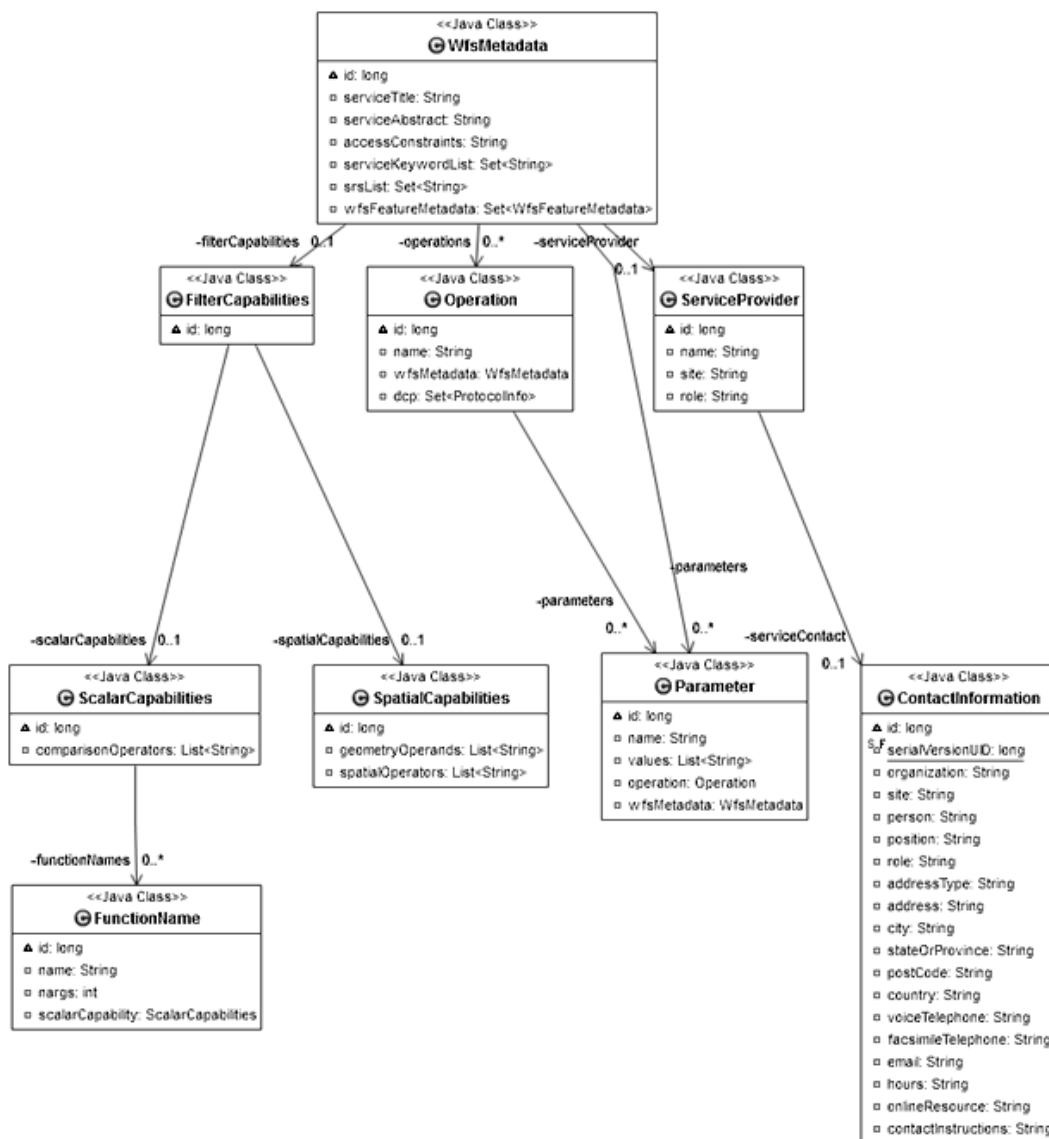 <<Java Class>>
WfsMetadata
id: long
serviceTitle: String
serviceAbstract: String
accessConstraints: String
serviceKeywordList: Set<String>
srsList: Set<String>
wfsFeatureMetadata: Set<WfsFeatureMetadata>
-filterCapabilities 0..1
-operations 0..*
-serviceProvider
0..1
<<Java Class>>
FilterCapabilities
id: long
<<Java Class>>
Operation
id: long
name: String
wfsMetadata: WfsMetadata
dcp: Set<ProtocolInfo>
<<Java Class>>
ServiceProvider
id: long
name: String
site: String
role: String
-scalarCapabilities 0..1
-spatialCapabilities 0..1
-parameters
0..*
-parameters
0..*
-serviceContact
0..1
<<Java Class>>
ScalarCapabilities
id: long
comparisonOperators: List<String>
<<Java Class>>
SpatialCapabilities
id: long
geometryOperands: List<String>
spatialOperators: List<String>
<<Java Class>>
Parameter
id: long
name: String
values: List<String>
operation: Operation
wfsMetadata: WfsMetadata
<<Java Class>>
ContactInformation
id: long
serialVersionUID: long
organization: String
site: String
person: String
position: String
role: String
addressType: String
address: String
city: String
stateOrProvince: String
postCode: String
country: String
voiceTelephone: String
facsimileTelephone: String
email: String
hours: String
onlineResource: String
contactInstructions: String
-functionNames 0..*
<<Java Class>>
FunctionName
id: long
name: String
nargs: int
scalarCapability: ScalarCapabilities